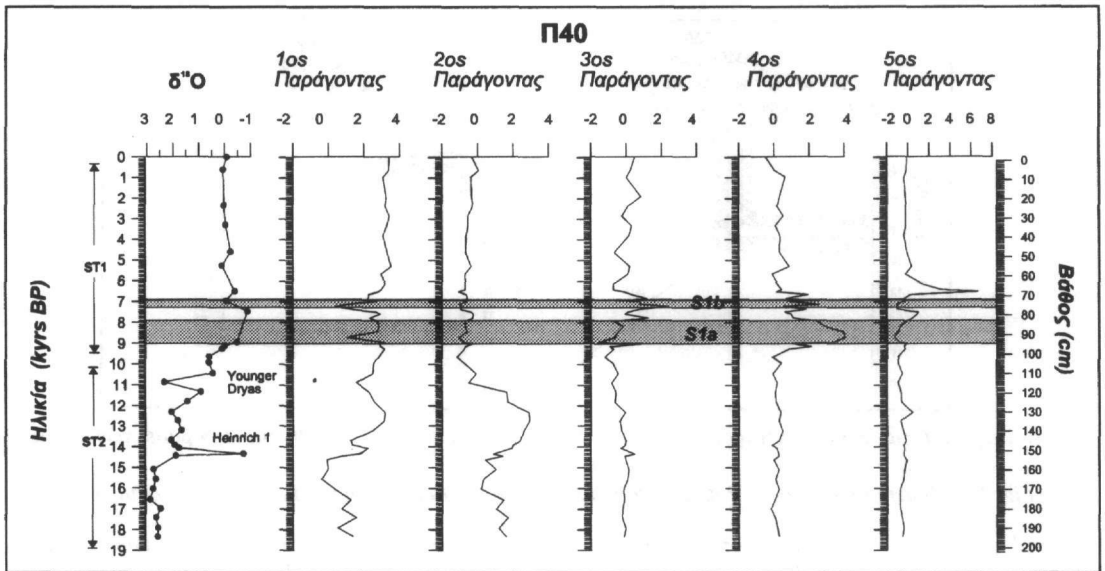 Π40
δ¹⁸O
1os Παράγοντας
2os Παράγοντας
3os Παράγοντας
4os Παράγοντας
5os Παράγοντας
3 2 1 0 -1
-2 0 2 4
-2 0 2 4
-2 0 2 4
-2 0 2 4
-2 0 2 4 6 8
Ηλικία (kyrs BP)
0
1
2
3
4
5
6
7
8
9
10
11
12
13
14
15
16
17
18
19
ST1
ST2
Younger
Dryas
Heinrich 1
S1b
S1a
0
10
20
30
40
50
60
70
80
90
100
110
120
130
140
150
160
170
180
190
200
Βάθος (cm)